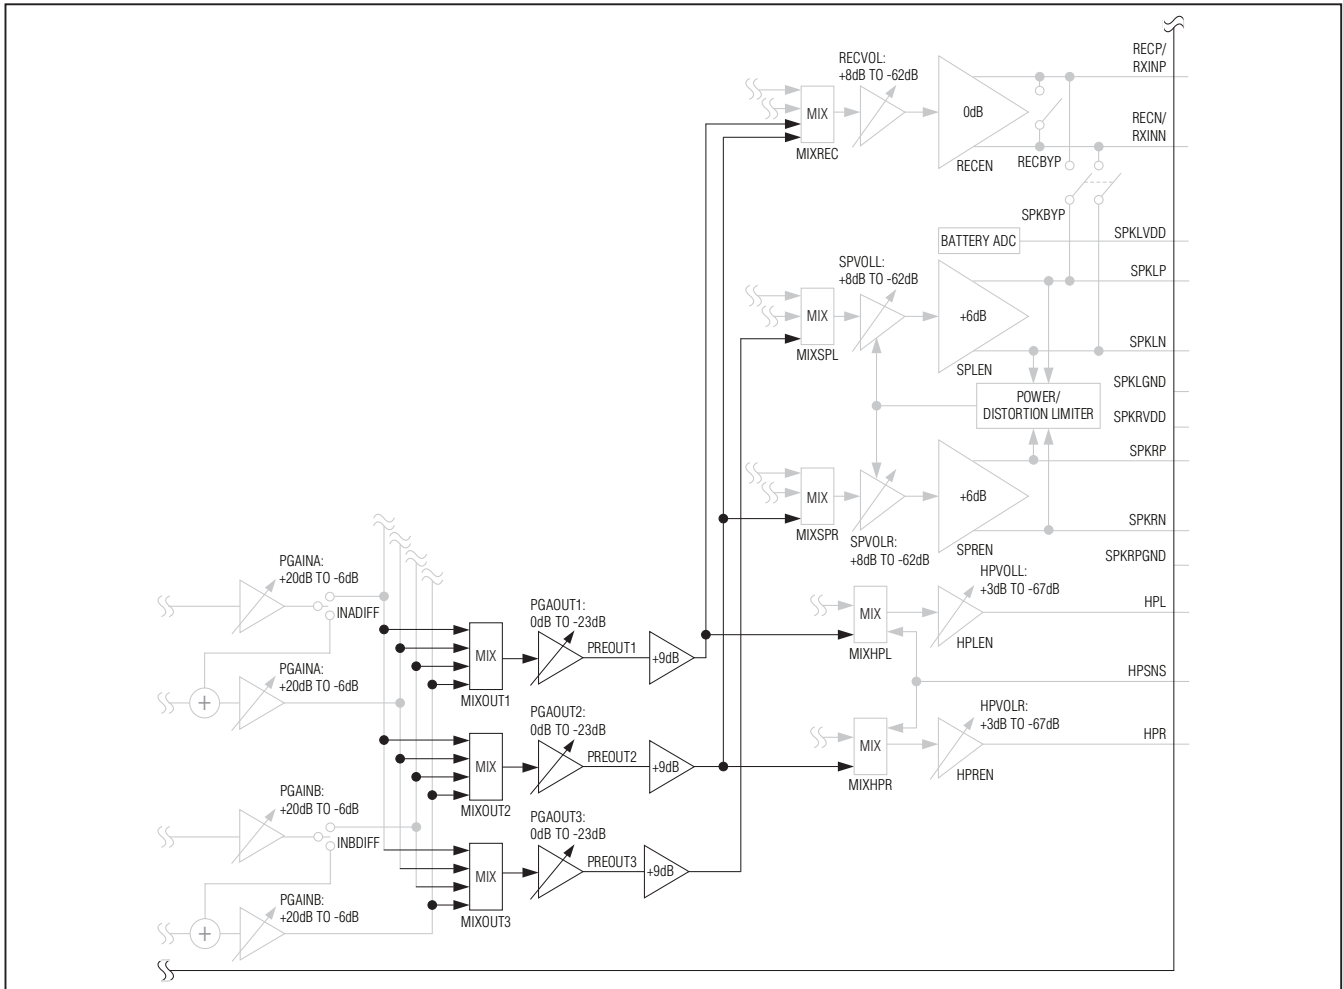 RECP/
RXINP
RECVOL:
+8dB TO -62dB
MIX
0dB
RECN/
RXINN
MIXREC
RECEN
RECBYP
SPKBYP
SPKLVDD
BATTERY ADC
SPVOLL:
+8dB TO -62dB
SPKLP
MIX
+6dB
SPKLN
MIXSPL
SPLEN
SPKLGND
POWER/
DISTORTION LIMITER
SPKRVDD
SPKRP
MIX
+6dB
SPKRN
MIXSPR
SPVOLR:
+8dB TO -62dB
SPREN
SPKRPGND
PGAINA:
+20dB TO -6dB
INADIFF
HPVOLL:
+3dB TO -67dB
HPL
MIX
PGAOUT1:
0dB TO -23dB
PREOUT1
+9dB
MIX
MIXOUT1
MIXHPL
HPLEN
PGAINA:
+20dB TO -6dB
+
HPSNS
HPVOLR:
+3dB TO -67dB
HPR
PGAOUT2:
0dB TO -23dB
PREOUT2
+9dB
MIX
MIXOUT2
MIX
MIXHPR
HPREN
PGAINB:
+20dB TO -6dB
INBDIFF
PGAOUT3:
0dB TO -23dB
PREOUT3
+9dB
MIX
MIXOUT3
PGAINB:
+20dB TO -6dB
+